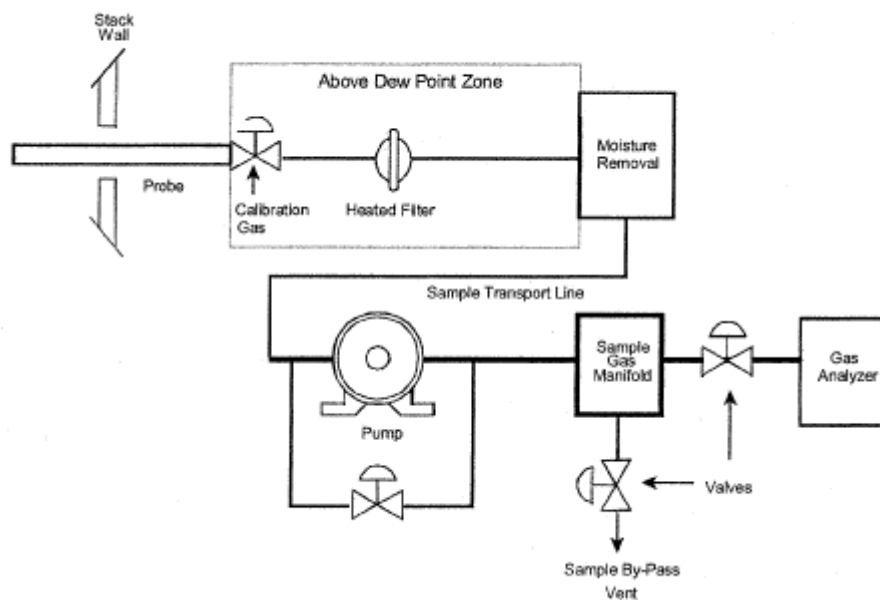 Stack
Wall
Above Dew Point Zone
Moisture
Removal
Probe
Calibration
Gas
Heated Filter
Sample Transport Line
Sample
Gas
Manifold
Gas
Analyzer
Pump
Valves
Sample By-Pass
Vent